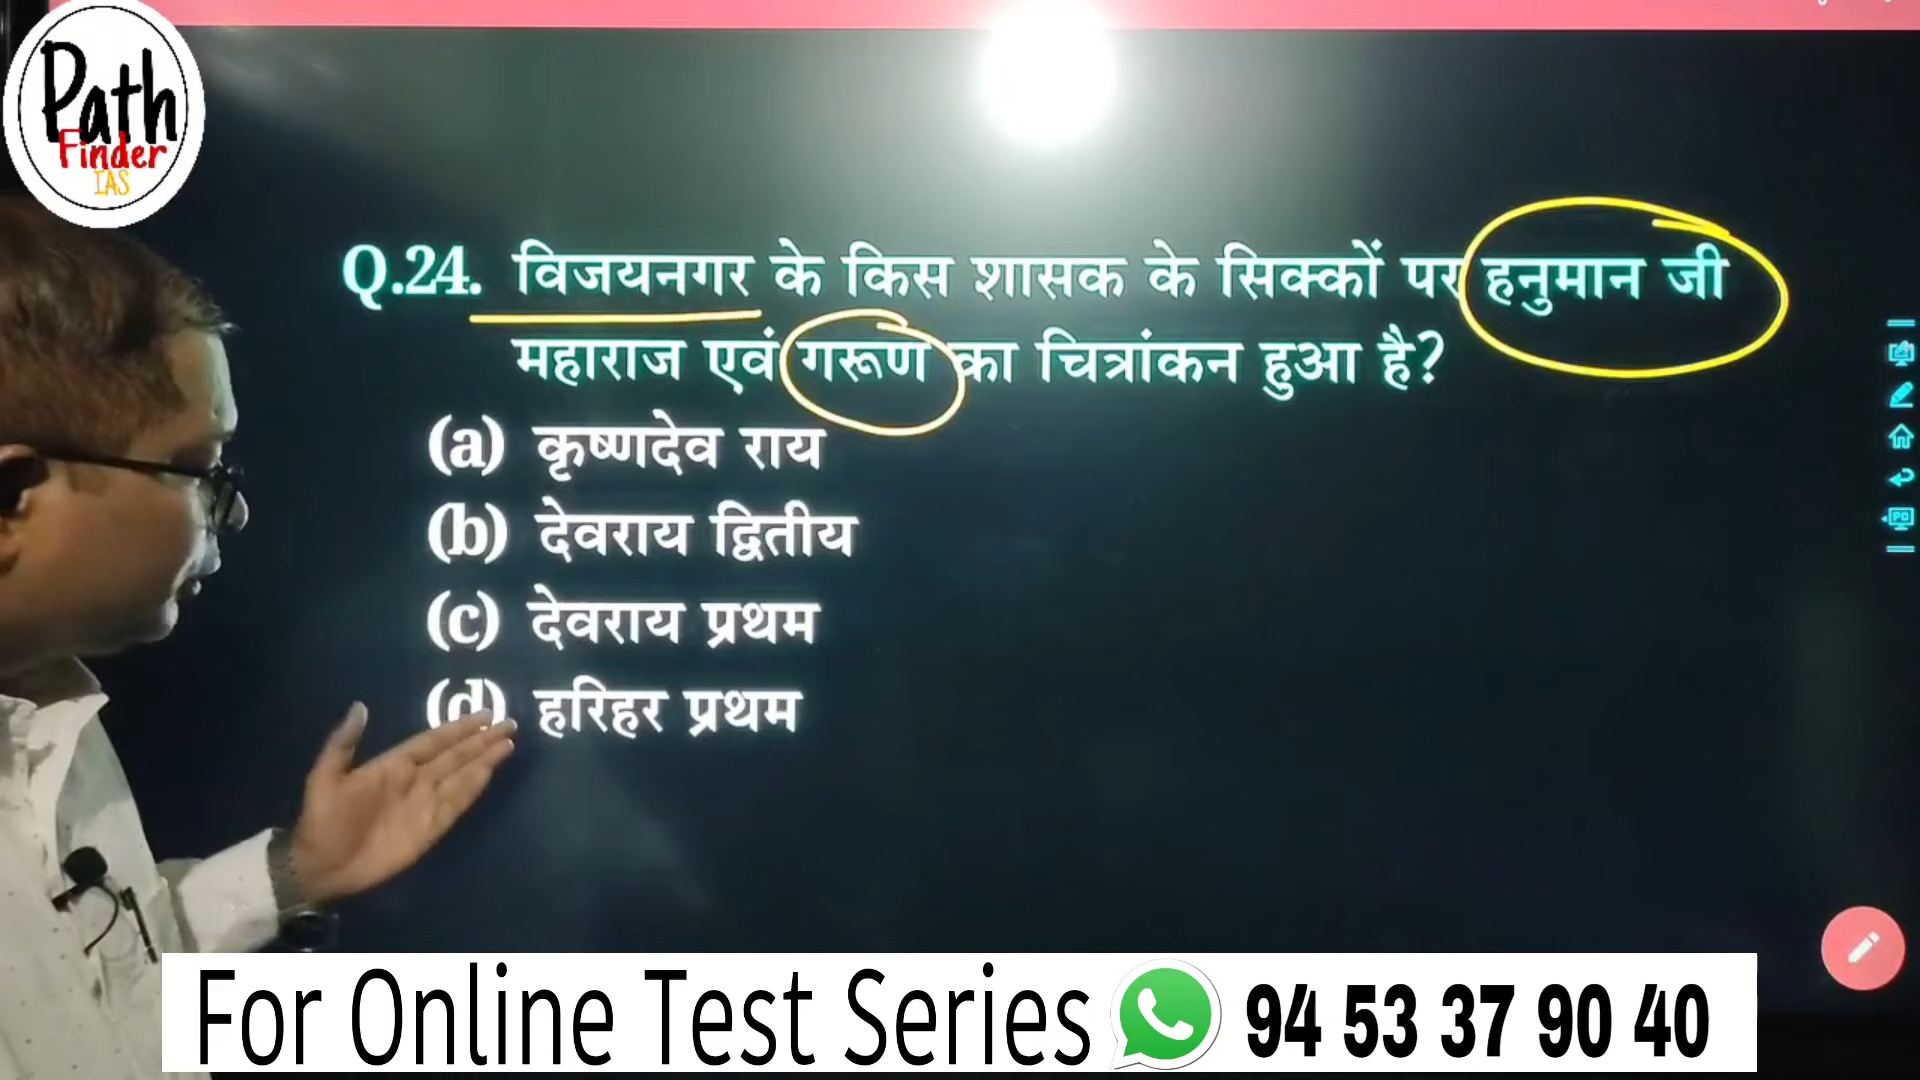 Path
Finder
IAS
Q.24. विजयनगर के किस शासक के सिक्कों पर हनुमान जी
महाराज एवं गरूण का चित्रांकन हुआ है?
(a) कृष्णदेव राय
(b) देवराय द्वितीय
(c) देवराय प्रथम
(d) हरिहर प्रथम
For Online Test Series 94 53 37 90 40